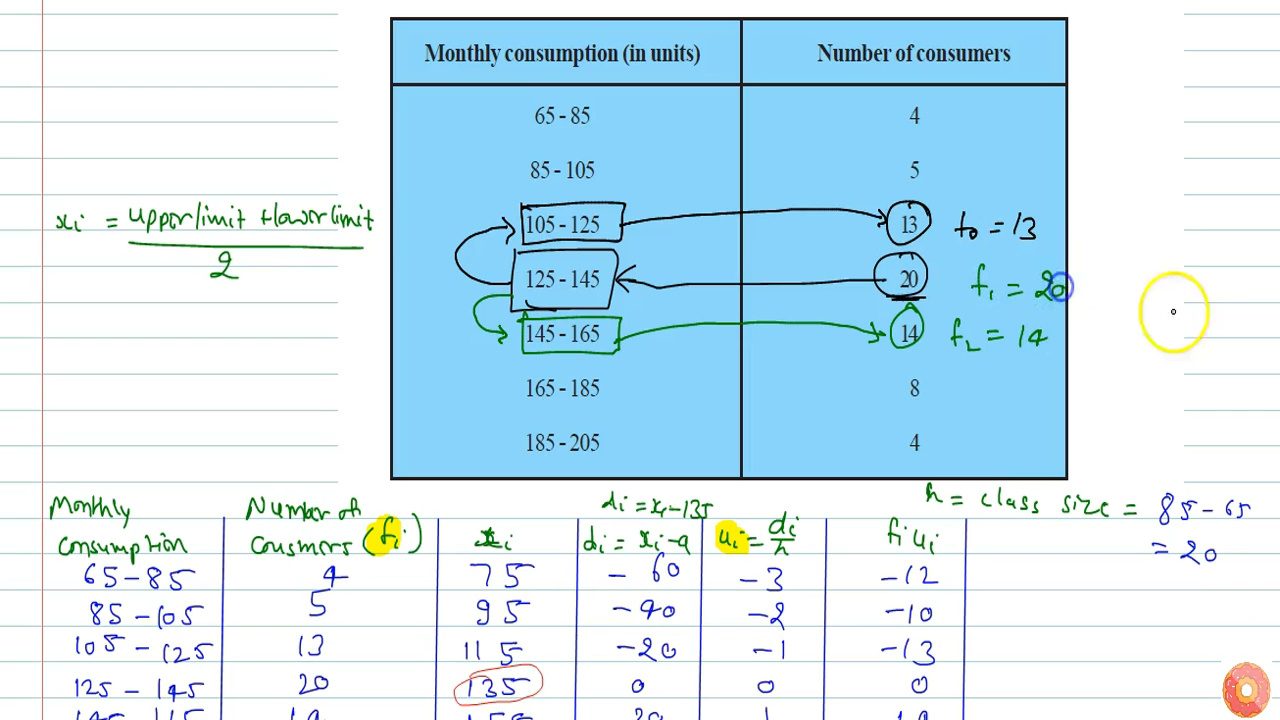 Monthly consumption (in units) Number of consumers
65 - 85 4
85 - 105 5
xi = upper limit + lower limit / 2
105 - 125 13 f0 = 13
125 - 145 20 f1 = 20
145 - 165 14 f2 = 14
165 - 185 8
185 - 205 4
h = class size = 85 - 65
= 20
di = xi - 135
Monthly consumption Number of cousmers (fi) xi di = xi - a ui = di/h fi ui
65 - 85 4 75 - 60 - 3 - 12
85 - 105 5 95 - 40 - 2 - 10
105 - 125 13 115 - 20 - 1 - 13
125 - 145 20 135 0 0 0